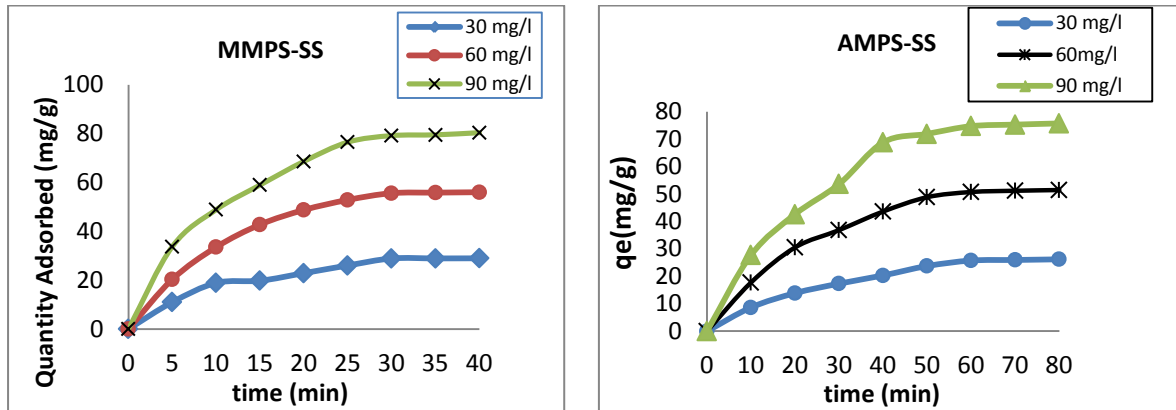 MMPS-SS
30 mg/l
60 mg/l
90 mg/l
Quantity Adsorbed (mg/g)
100
80
60
40
20
0
0 5 10 15 20 25 30 35 40
time (min)
AMPS-SS
30 mg/l
60mg/l
90 mg/l
qe(mg/g)
80
70
60
50
40
30
20
10
0
0 10 20 30 40 50 60 70 80
time (min)